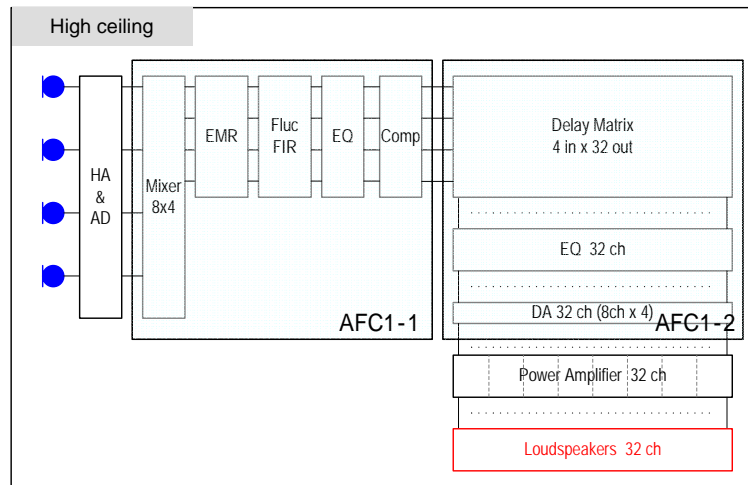 High ceiling
HA
&
AD
Mixer
8x4
EMR
Fluc
FIR
EQ
Comp
AFC1-1
Delay Matrix
4 in x 32 out
EQ 32 ch
DA 32 ch (8ch x 4)
AFC1-2
Power Amplifier 32 ch
Loudspeakers 32 ch